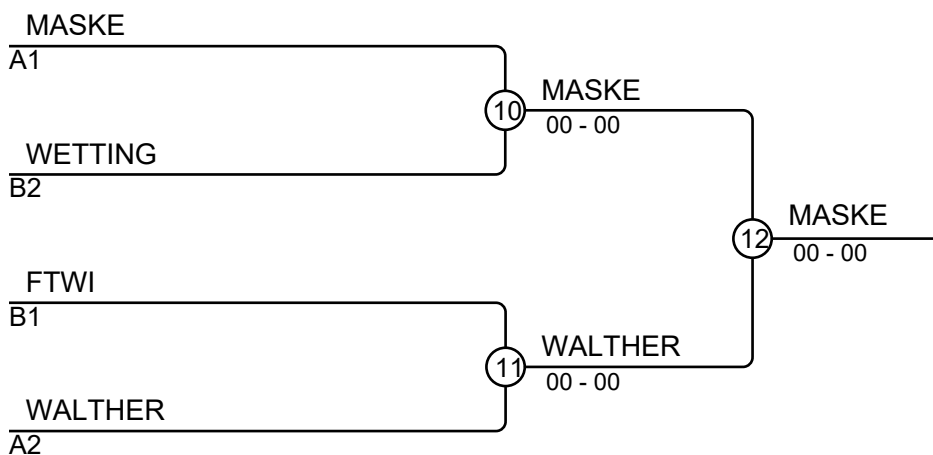 MASKE
A1
10
MASKE
00 - 00
WETTING
B2
12
MASKE
00 - 00
FTWI
B1
11
WALTHER
00 - 00
WALTHER
A2